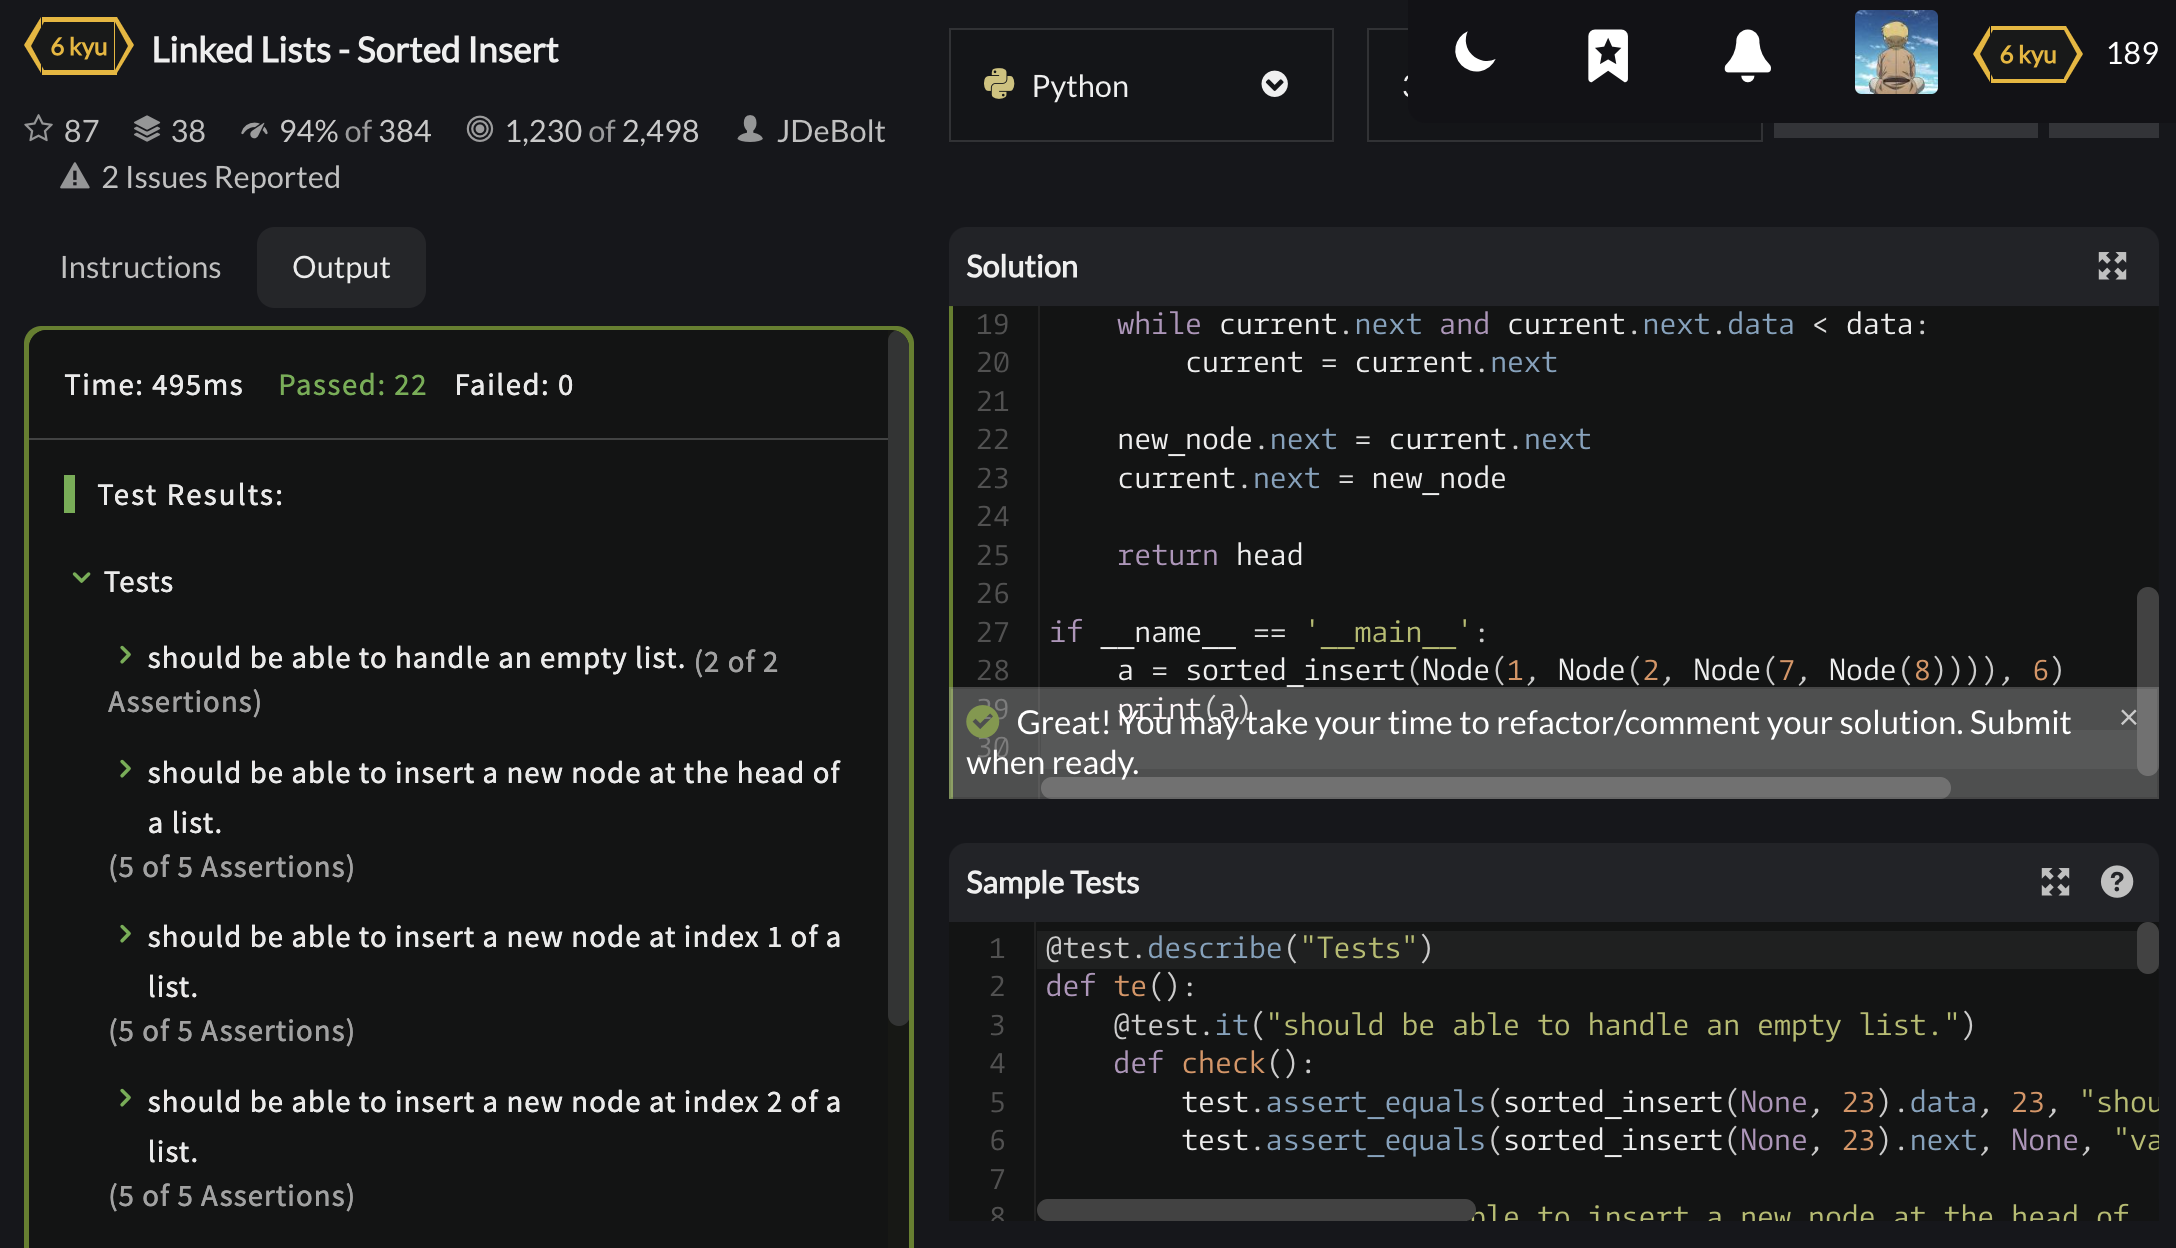 6 kyu Linked Lists - Sorted Insert
87 38 94% of 384 1,230 of 2,498 JDeBolt
2 Issues Reported
Python
6 kyu 189
Instructions Output
Time: 495ms Passed: 22 Failed: 0
Test Results:
Tests
should be able to handle an empty list. (2 of 2
Assertions)
should be able to insert a new node at the head of
a list.
(5 of 5 Assertions)
should be able to insert a new node at index 1 of a
list.
(5 of 5 Assertions)
should be able to insert a new node at index 2 of a
list.
(5 of 5 Assertions)
Solution
19 while current.next and current.next.data < data:
20 current = current.next
21
22 new_node.next = current.next
23 current.next = new_node
24
25 return head
26
27 if __name__ == '__main__':
28 a = sorted_insert(Node(1, Node(2, Node(7, Node(8)))), 6)
29 print(a)
30
Great! You may take your time to refactor/comment your solution. Submit
when ready.
×
Sample Tests
?
1 @test.describe("Tests")
2 def te():
3 @test.it("should be able to handle an empty list.")
4 def check():
5 test.assert_equals(sorted_insert(None, 23).data, 23, "shou
6 test.assert_equals(sorted_insert(None, 23).next, None, "va
7
8 ble to insert a new node at the head of